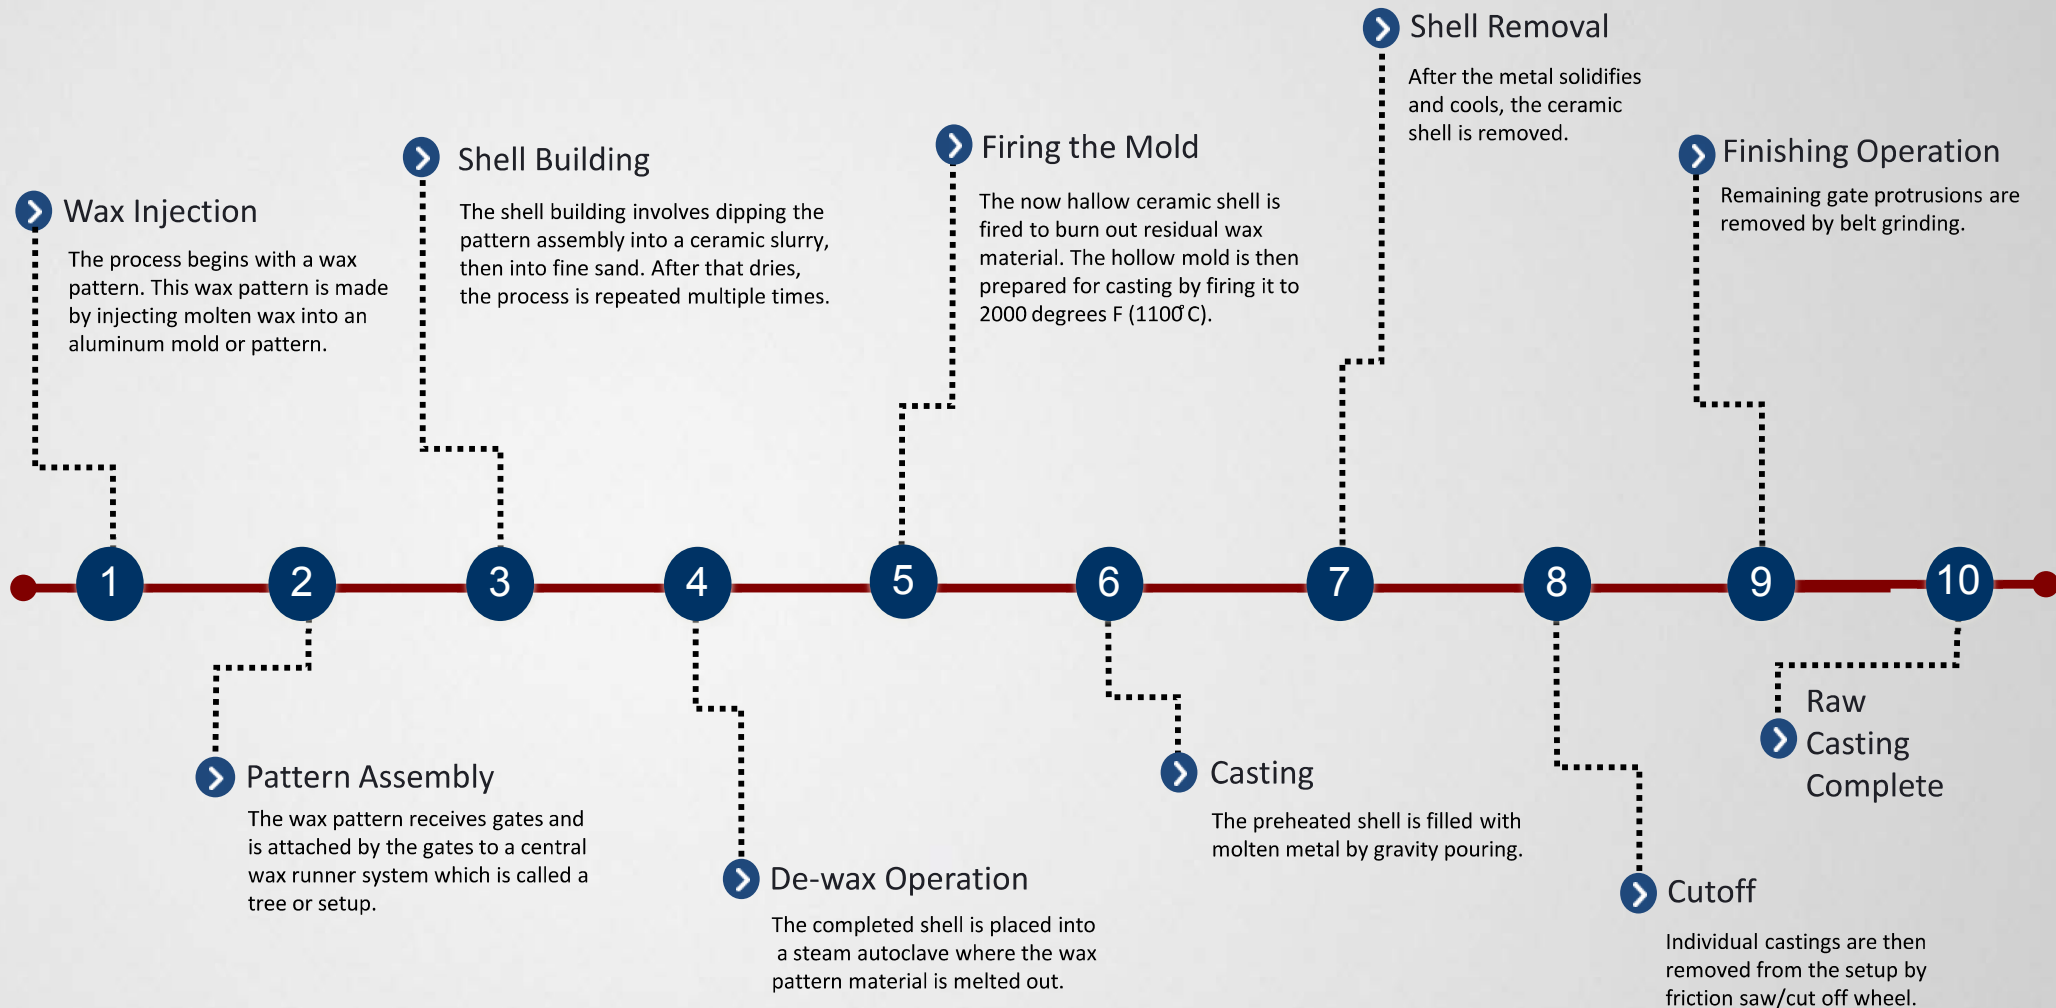 Wax Injection
The process begins with a wax
pattern. This wax pattern is made
by injecting molten wax into an
aluminum mold or pattern.
Shell Building
The shell building involves dipping the
pattern assembly into a ceramic slurry,
then into fine sand. After that dries,
the process is repeated multiple times.
Firing the Mold
The now hallow ceramic shell is
fired to burn out residual wax
material. The hollow mold is then
prepared for casting by firing it to
2000 degrees F (1100°C).
Shell Removal
After the metal solidifies
and cools, the ceramic
shell is removed.
Finishing Operation
Remaining gate protrusions are
removed by belt grinding.
1
2
3
4
5
6
7
8
9
10
Pattern Assembly
The wax pattern receives gates and
is attached by the gates to a central
wax runner system which is called a
tree or setup.
De-wax Operation
The completed shell is placed into
a steam autoclave where the wax
pattern material is melted out.
Casting
The preheated shell is filled with
molten metal by gravity pouring.
Cutoff
Individual castings are then
removed from the setup by
friction saw/cut off wheel.
Raw
Casting
Complete